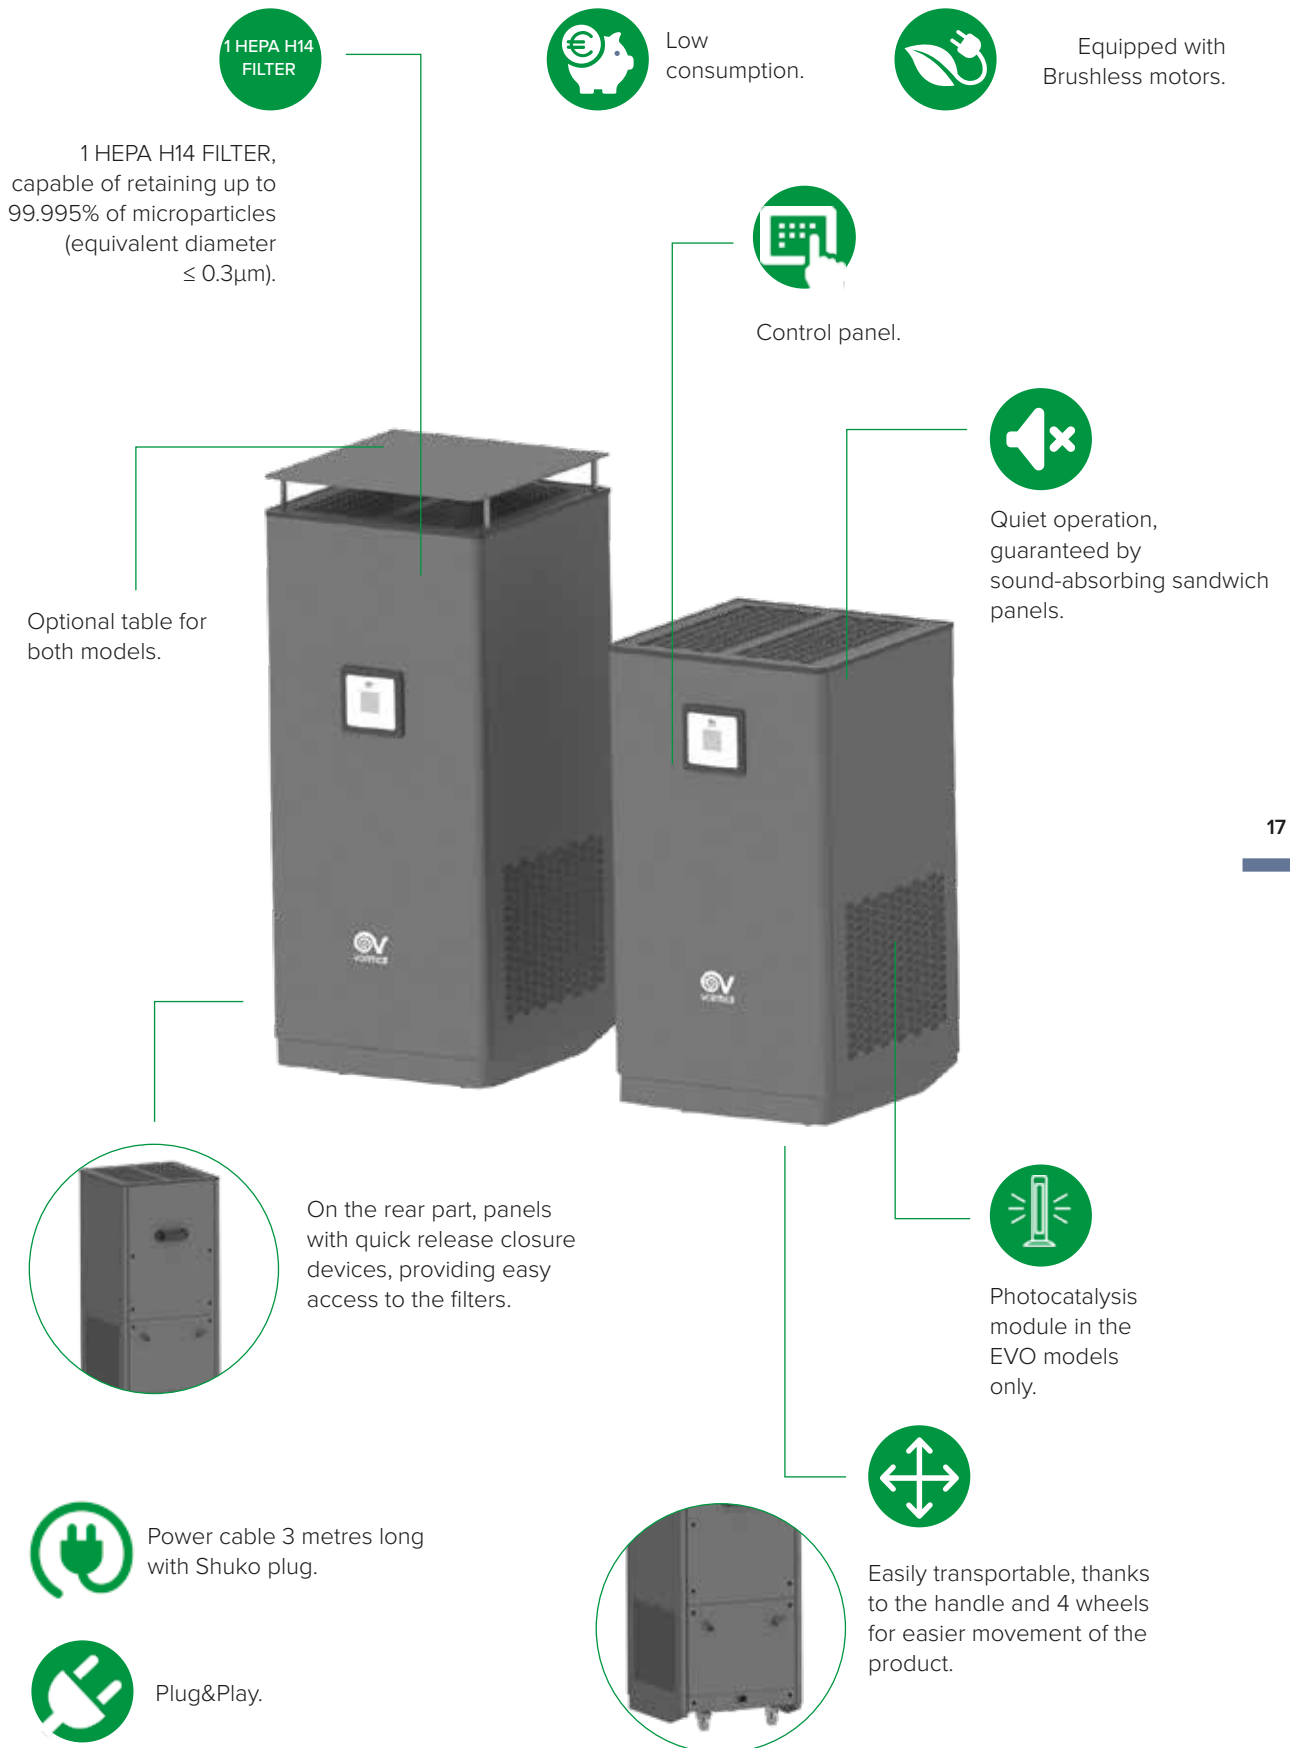 1 HEPA H14
FILTER
Low
consumption.
Equipped with
Brushless motors.
1 HEPA H14 FILTER,
capable of retaining up to
99.995% of microparticles
(equivalent diameter
≤ 0.3µm).
Control panel.
Quiet operation,
guaranteed by
sound-absorbing sandwich
panels.
Optional table for
both models.
17
V
vortice
V
vortice
On the rear part, panels
with quick release closure
devices, providing easy
access to the filters.
Photocatalysis
module in the
EVO models
only.
Power cable 3 metres long
with Shuko plug.
Easily transportable, thanks
to the handle and 4 wheels
for easier movement of the
product.
Plug&Play.